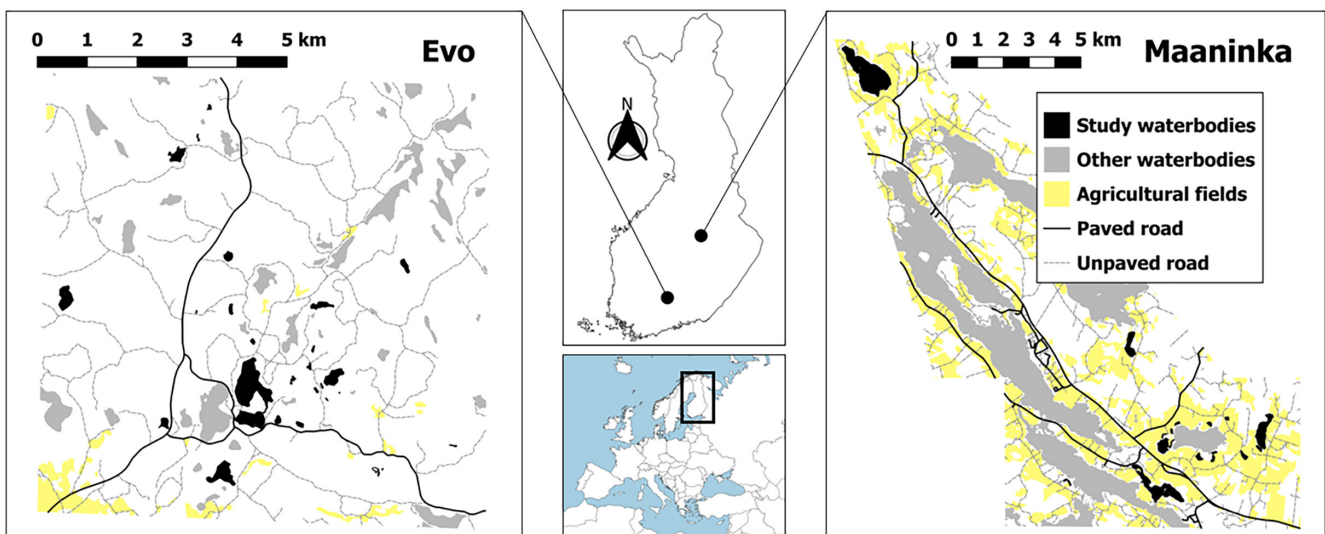 0 1 2 3 4 5 km
Evo
N
0 1 2 3 4 5 km
Maaninka
Study waterbodies
Other waterbodies
Agricultural fields
Paved road
Unpaved road